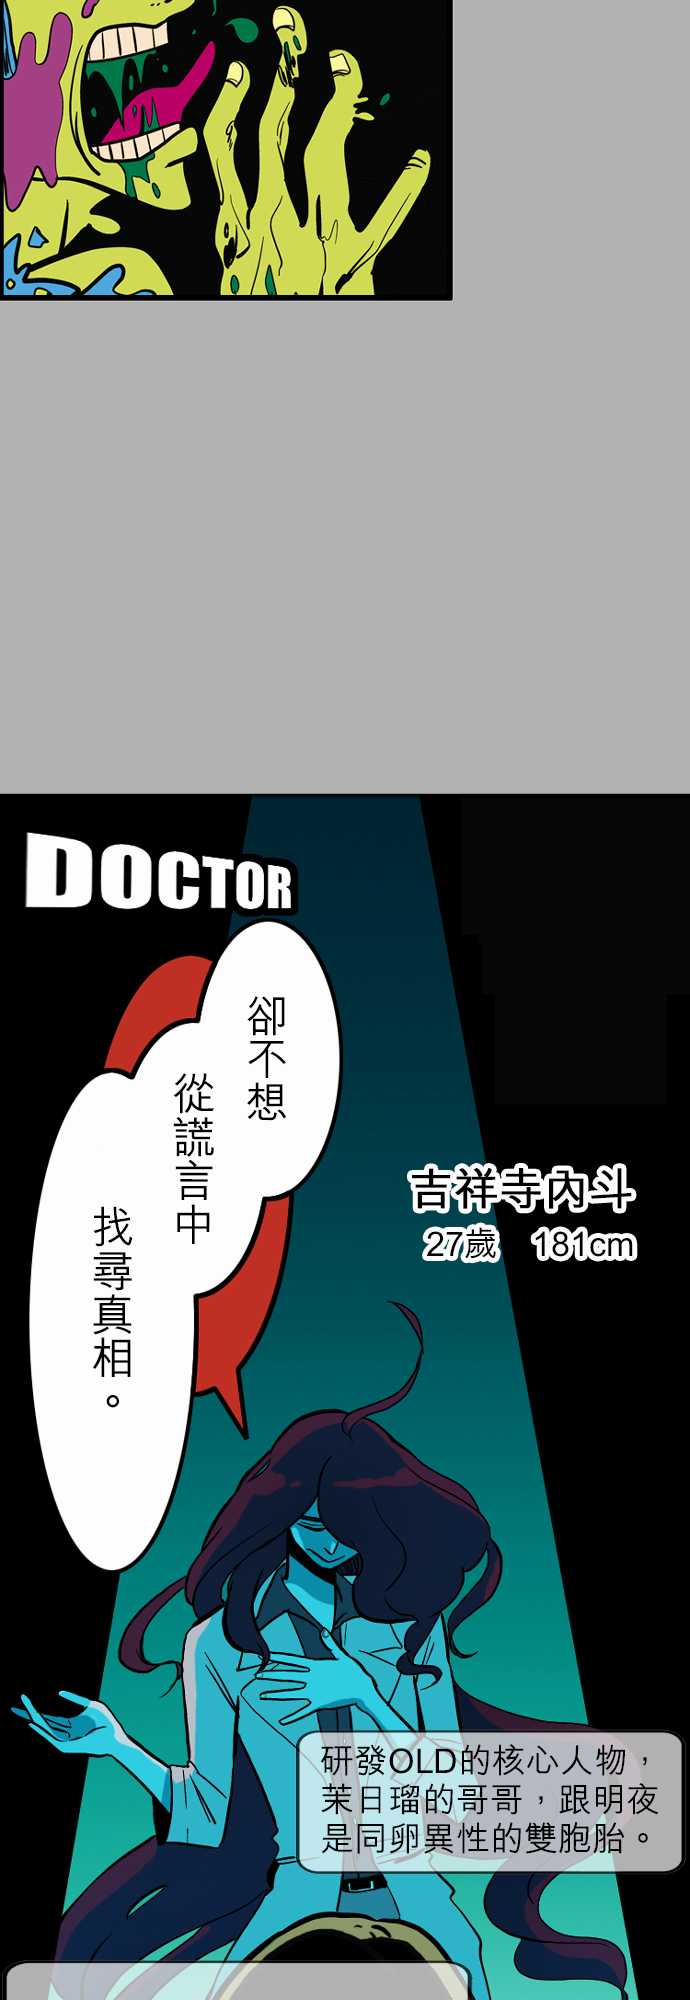 DOCTOR
卻不想
從謊言中
找尋真相。
吉祥寺內斗
27歲 181cm
研發OLD的核心人物，
茉日瑠的哥哥，跟明夜
是同卵異性的雙胞胎。